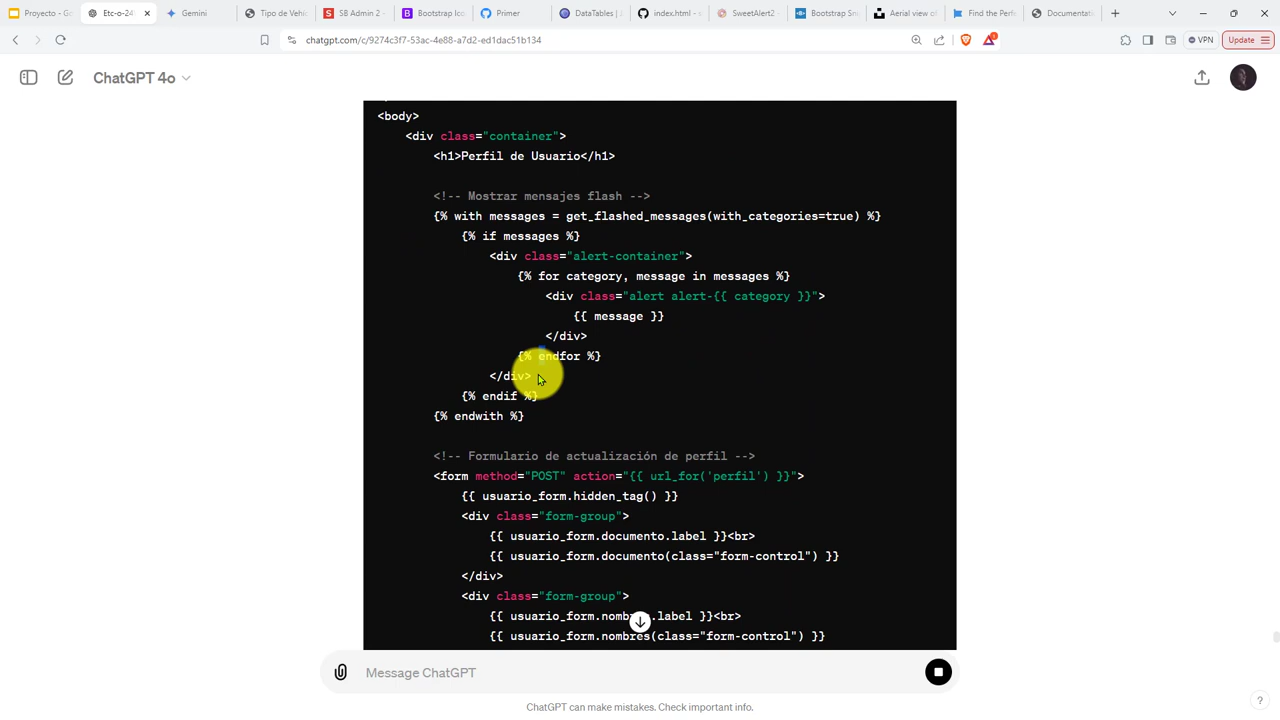 Proyecto - G
Etc-o-24
Gemini
Tipo de Vehi
SB Admin 2 -
Bootstrap Ico
Primer
DataTables | 
index.html -
SweetAlert2
Bootstrap Sni
Aerial view of
Find the Perfe
Documentati
chatgpt.com/c/9274c3f7-53ac-4e88-a7d2-ed1dac51b134
VPN
Update
ChatGPT 4o
<body>
<div class="container">
<h1>Perfil de Usuario</h1>
<!-- Mostrar mensajes flash -->
{% with messages = get_flashed_messages(with_categories=true) %}
{% if messages %}
<div class="alert-container">
{% for category, message in messages %}
<div class="alert alert-{{ category }}">
{{ message }}
</div>
{% endfor %}
</div>
{% endif %}
{% endwith %}
<!-- Formulario de actualización de perfil -->
<form method="POST" action="{{ url_for('perfil') }}">
{{ usuario_form.hidden_tag() }}
<div class="form-group">
{{ usuario_form.documento.label }}<br>
{{ usuario_form.documento(class="form-control") }}
</div>
<div class="form-group">
{{ usuario_form.nombres.label }}<br>
{{ usuario_form.nombres(class="form-control") }}
Message ChatGPT
ChatGPT can make mistakes. Check important info.
?